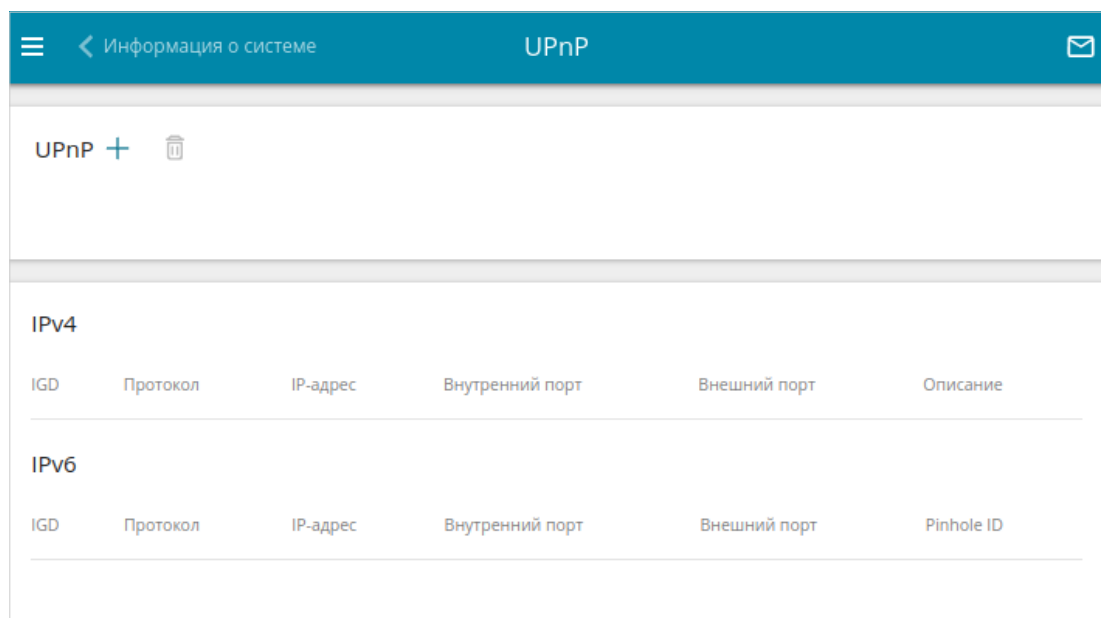 Информация о системе UPnP
UPnP
IPv4
IGD Протокол IP-адрес Внутренний порт Внешний порт Описание
IPv6
IGD Протокол IP-адрес Внутренний порт Внешний порт Pinhole ID